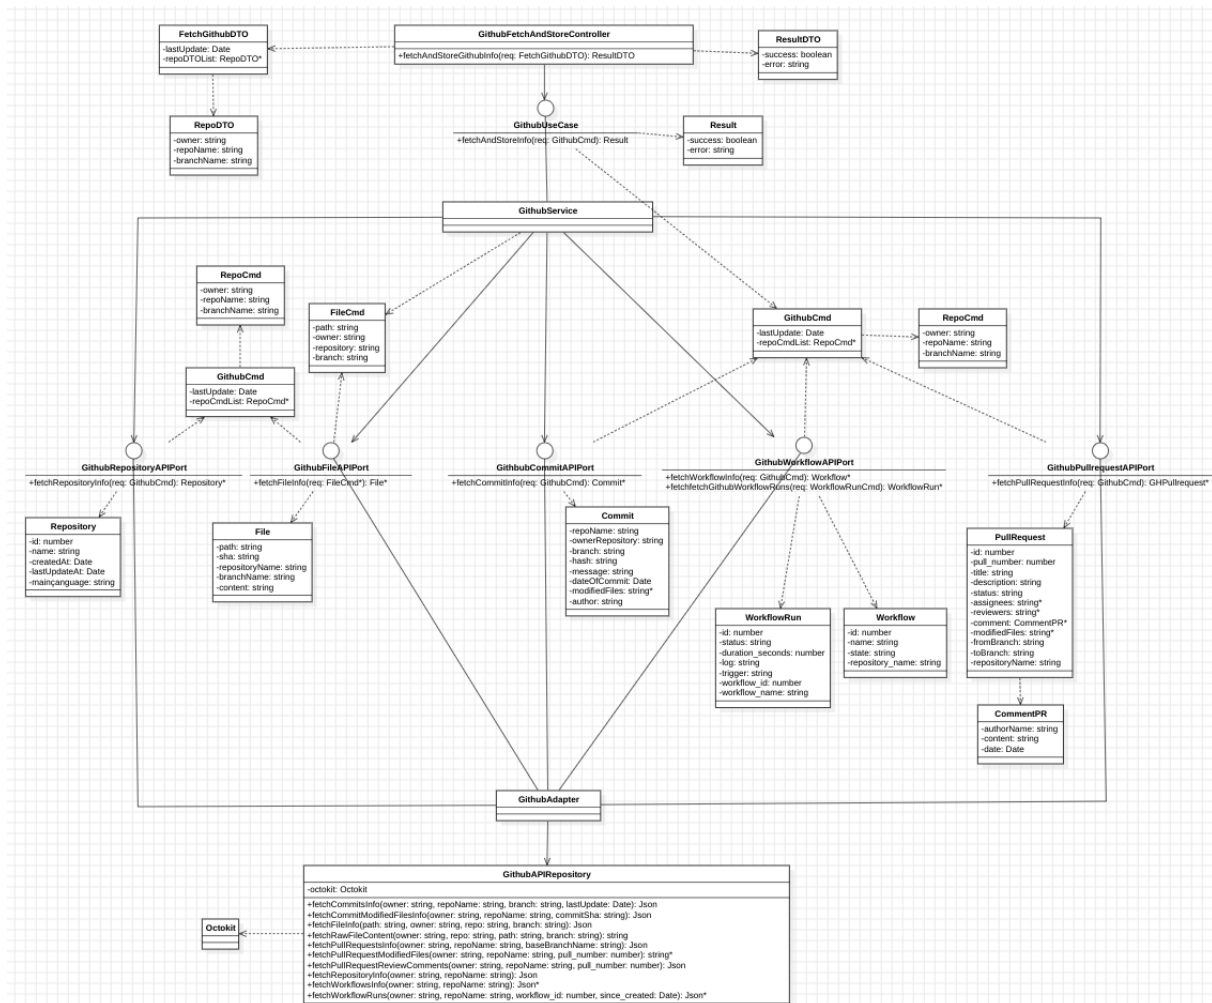 FetchGithubDTO
-lastUpdate: Date
-repoDTOList: RepoDTO*
GithubFetchAndStoreController
+fetchAndStoreGithubInfo(req: FetchGithubDTO): ResultDTO
ResultDTO
-success: boolean
-error: string
RepoDTO
-owner: string
-repoName: string
-branchName: string
GithubUseCase
+fetchAndStoreInfo(req: GithubCmd): Result
Result
-success: boolean
-error: string
GithubService
RepoCmd
-owner: string
-repoName: string
-branchName: string
FileCmd
-path: string
-owner: string
-repository: string
-branch: string
GithubCmd
-lastUpdate: Date
-repoCmdList: RepoCmd*
RepoCmd
-owner: string
-repoName: string
-branchName: string
GithubCmd
-lastUpdate: Date
-repoCmdList: RepoCmd*
GithubRepositoryAPIPort
+fetchRepositoryInfo(req: GithubCmd): Repository*
GithubFileAPIPort
+fetchFileInfo(req: FileCmd*): File*
GithbubCommitAPIPort
+fetchCommitInfo(req: GithubCmd): Commit*
GithubWorkflowAPIPort
+fetchWorkflowInfo(req: GithubCmd): Workflow*
+fetchfetchGithubWorkflowRuns(req: WorkflowRunCmd): WorkflowRun*
GithubPullrequestAPIPort
+fetchPullRequestInfo(req: GithubCmd): GHPullrequest*
Repository
-id: number
-name: string
-createdAt: Date
-lastUpdateAt: Date
-mainçanguage: string
File
-path: string
-sha: string
-repositoryName: string
-branchName: string
-content: string
Commit
-repoName: string
-ownerRepository: string
-branch: string
-hash: string
-message: string
-dateOfCommit: Date
-modifiedFiles: string*
-author: string
PullRequest
-id: number
-pull_number: number
-title: string
-description: string
-status: string
-assignees: string*
-reviewers: string*
-comment: CommentPR*
-modifiedFiles: string*
-fromBranch: string
-toBranch: string
-repositoryName: string
WorkflowRun
-id: number
-status: string
-duration_seconds: number
-log: string
-trigger: string
-workflow_id: number
-workflow_name: string
Workflow
-id: number
-name: string
-state: string
-repository_name: string
CommentPR
-authorName: string
-content: string
-date: Date
GithubAdapter
GithubAPIRepository
-octokit: Octokit
+fetchCommitsInfo(owner: string, repoName: string, branch: string, lastUpdate: Date): Json
+fetchCommitModifiedFilesInfo(owner: string, repoName: string, commitSha: string): Json
+fetchFileInfo(path: string, owner: string, repo: string, branch: string): Json
+fetchRawFileContent(owner: string, repo: string, path: string, branch: string): string
+fetchPullRequestsInfo(owner: string, repoName: string, baseBranchName: string): Json
+fetchPullRequestModifiedFiles(owner: string, repoName: string, pull_number: number): string*
+fetchPullRequestReviewComments(owner: string, repoName: string, pull_number: number): Json
+fetchRepositoryInfo(owner: string, repoName: string): Json
+fetchWorkflowsInfo(owner: string, repoName: string): Json*
+fetchWorkflowRuns(owner: string, repoName: string, workflow_id: number, since_created: Date): Json*
Octokit